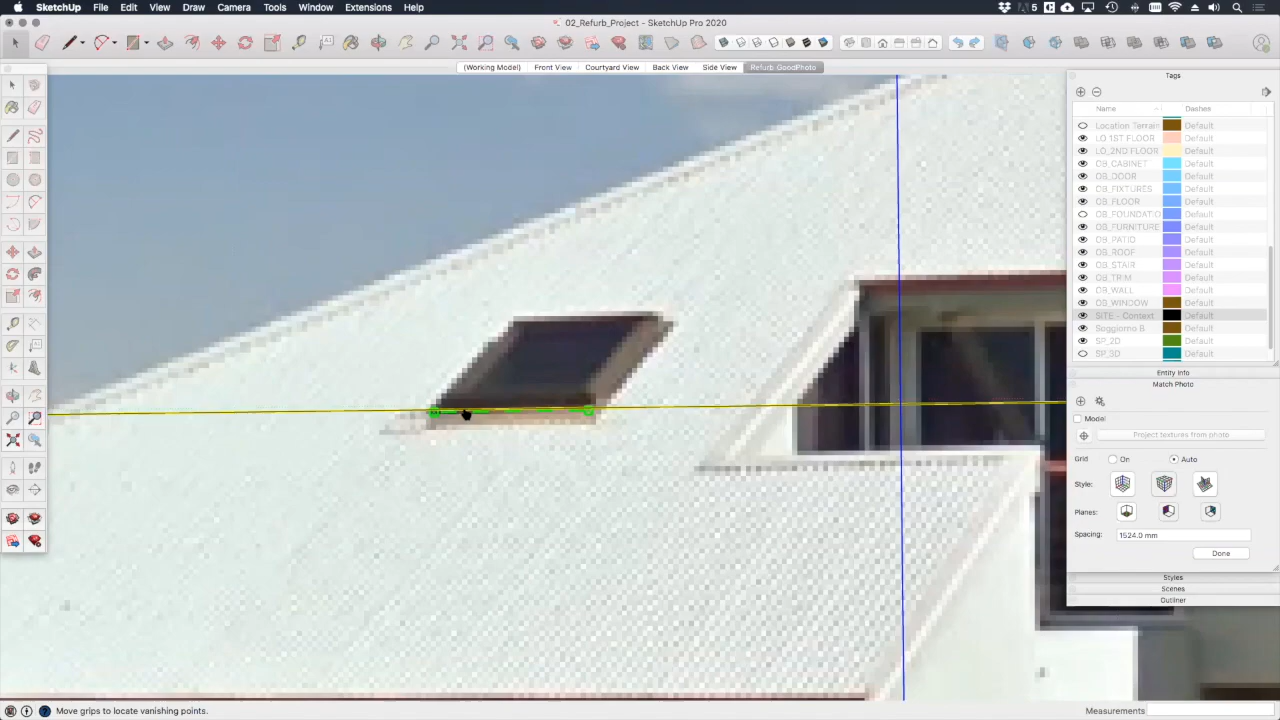 SketchUp File Edit View Draw Camera Tools Window Extensions Help 5
02_Refurb_Project - SketchUp Pro 2020
(Working Model) Front View Courtyard View Back View Side View Refurb-GoodPhoto
Tags
Name Dashes
Location Terrain Default
LO 1ST FLOOR Default
LO_2ND FLOOR Default
OB_CABINET Default
OB_DOOR Default
OB_FIXTURES Default
OB_FLOOR Default
OB_FOUNDATIO Default
OB_FURNITURE Default
OB_PATIO Default
OB_ROOF Default
OB_STAIR Default
OB_TRIM Default
OB_WALL Default
OB_WINDOW Default
SITE - Context Default
Soggiorno B Default
SP_2D Default
SP_3D Default
Entity Info
Match Photo
Model
Project textures from photo
Grid On Auto
Style:
Planes:
Spacing: 1524.0 mm
Done
Styles
Scenes
Outliner
Move grips to locate vanishing points.
Measurements